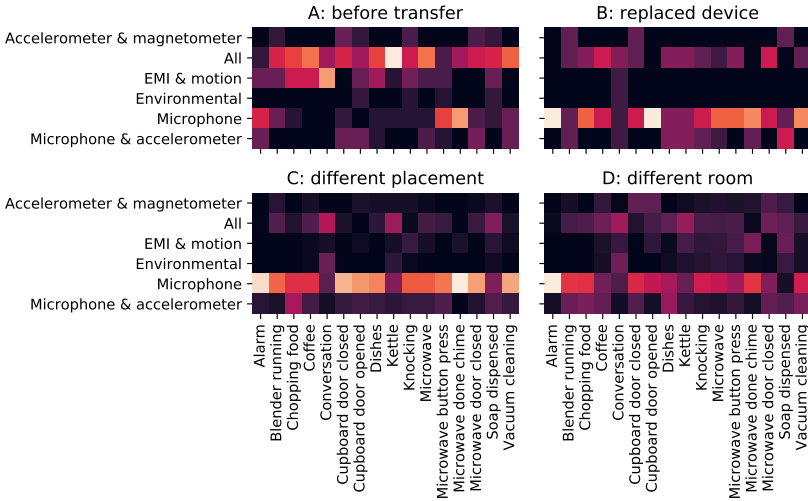 A: before transfer
B: replaced device
Accelerometer & magnetometer
All
EMI & motion
Environmental
Microphone
Microphone & accelerometer
C: different placement
D: different room
Accelerometer & magnetometer
All
EMI & motion
Environmental
Microphone
Microphone & accelerometer
Alarm
Blender running
Chopping food
Coffee
Conversation
Cupboard door closed
Cupboard door opened
Dishes
Kettle
Knocking
Microwave
Microwave button press
Microwave done chime
Microwave door closed
Soap dispensed
Vacuum cleaning
Alarm
Blender running
Chopping food
Coffee
Conversation
Cupboard door closed
Cupboard door opened
Dishes
Kettle
Knocking
Microwave
Microwave button press
Microwave done chime
Microwave door closed
Soap dispensed
Vacuum cleaning